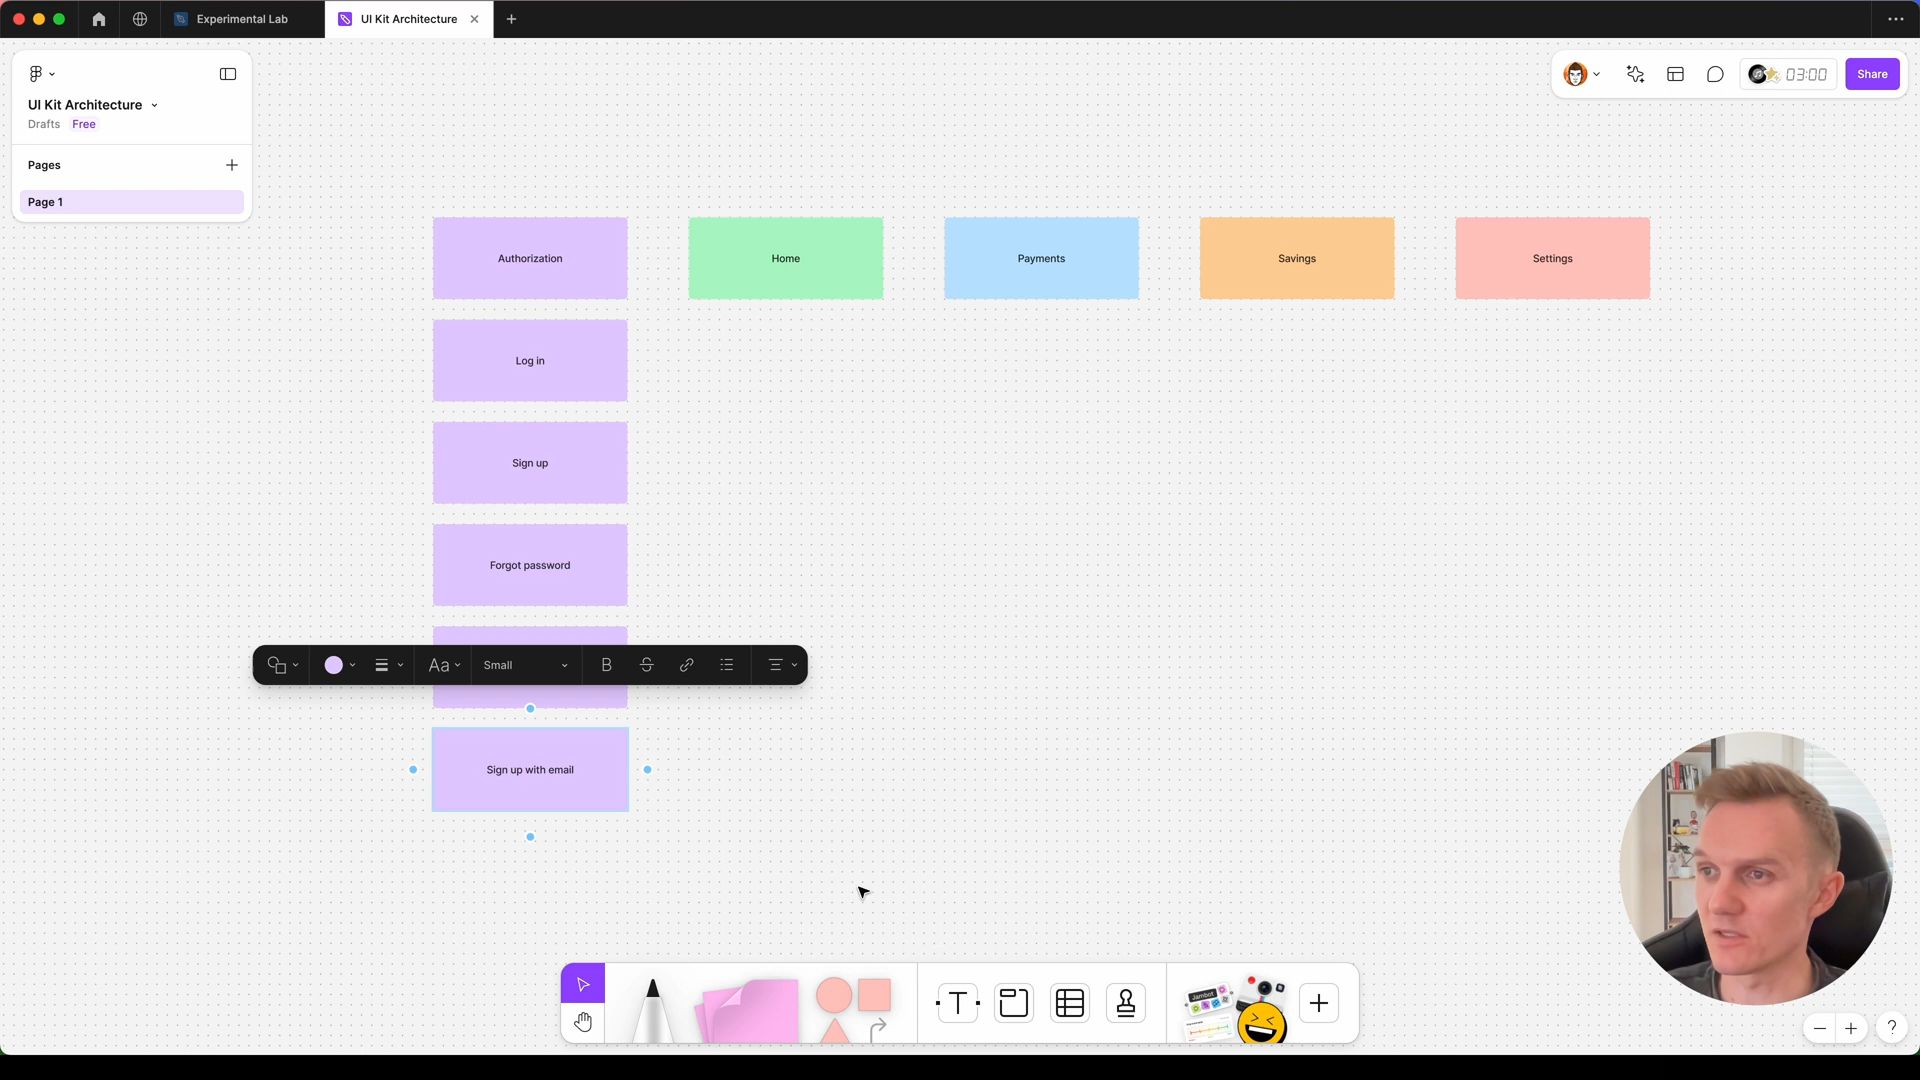 Experimental Lab
UI Kit Architecture
UI Kit Architecture
Drafts Free
Pages
Page 1
03:00
Share
Authorization
Home
Payments
Savings
Settings
Log in
Sign up
Forgot password
Aa
Small
B
S
Sign up with email
T
Jambot
?